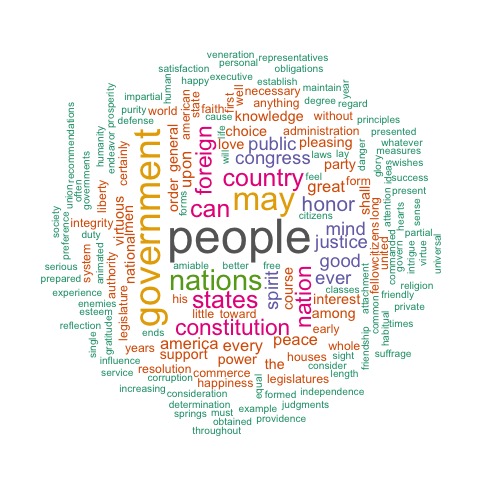 veneration
personal representatives
satisfaction obligations
happy executive establish
impartial human state american faith cause first well necessary maintain year
purity world anything degree regard
defense life knowledge without principles
recommendations prosperity endeavor humanity certainly general order upon foreign love choice administration presented
public pleasing danger whatever
often union governments will congress laws lay party glory measures
country feel form attention ideas wishes
liberty virtuous can may great shall success
society preference integrity men forms citizens honor long present
duty national government people mind hearts sense
system animated authority justice fellowcitizens united commanded govern intrigue partial virtue universal
serious amiable better free good
prepared nations spirit ever classes attachment common religion
experience his states course nation interest friendly
enemies esteem legislature little toward among private
reflection gratitude ends constitution early friendship habitual times
single years america every peace whole suffrage
influence support power the houses sight consider
service resolution commerce legislatures length
increasing corruption happiness equal
consideration formed independence
determination example judgments
springs must providence
obtained
throughout